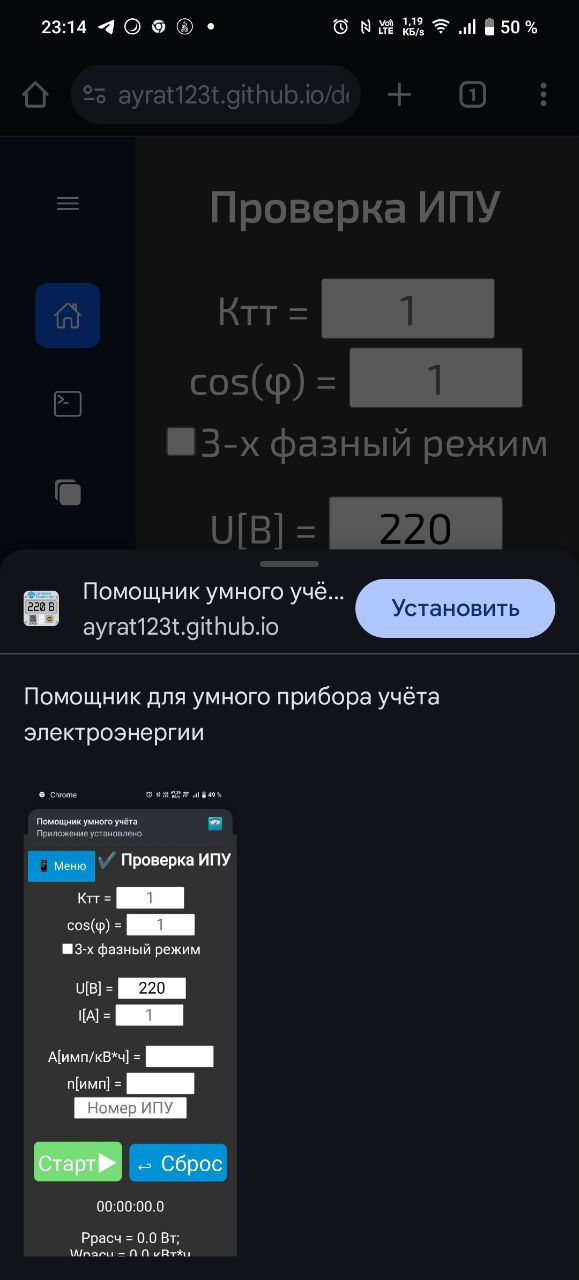 23:14 VoII LTE 1,19 КБ/s 50 %
ayrat123t.github.io/d 1
Проверка ИПУ
Ктт = 1
cos(φ) = 1
3-х фазный режим
U[В] = 220
220 В
Помощник умного учё...
ayrat123t.github.io
Установить
Помощник для умного прибора учёта
электроэнергии
Chrome 49 %
Помощник умного учёта
Приложение установлено
Меню
Проверка ИПУ
Ктт = 1
cos(φ) = 1
3-х фазный режим
U[В] = 220
I[А] = 1
А[имп/кВ*ч] =
n[имп] =
Номер ИПУ
Старт
Сброс
00:00:00.0
Pрасч = 0.0 Вт;
Wрасч = 0.0 кВт*ч